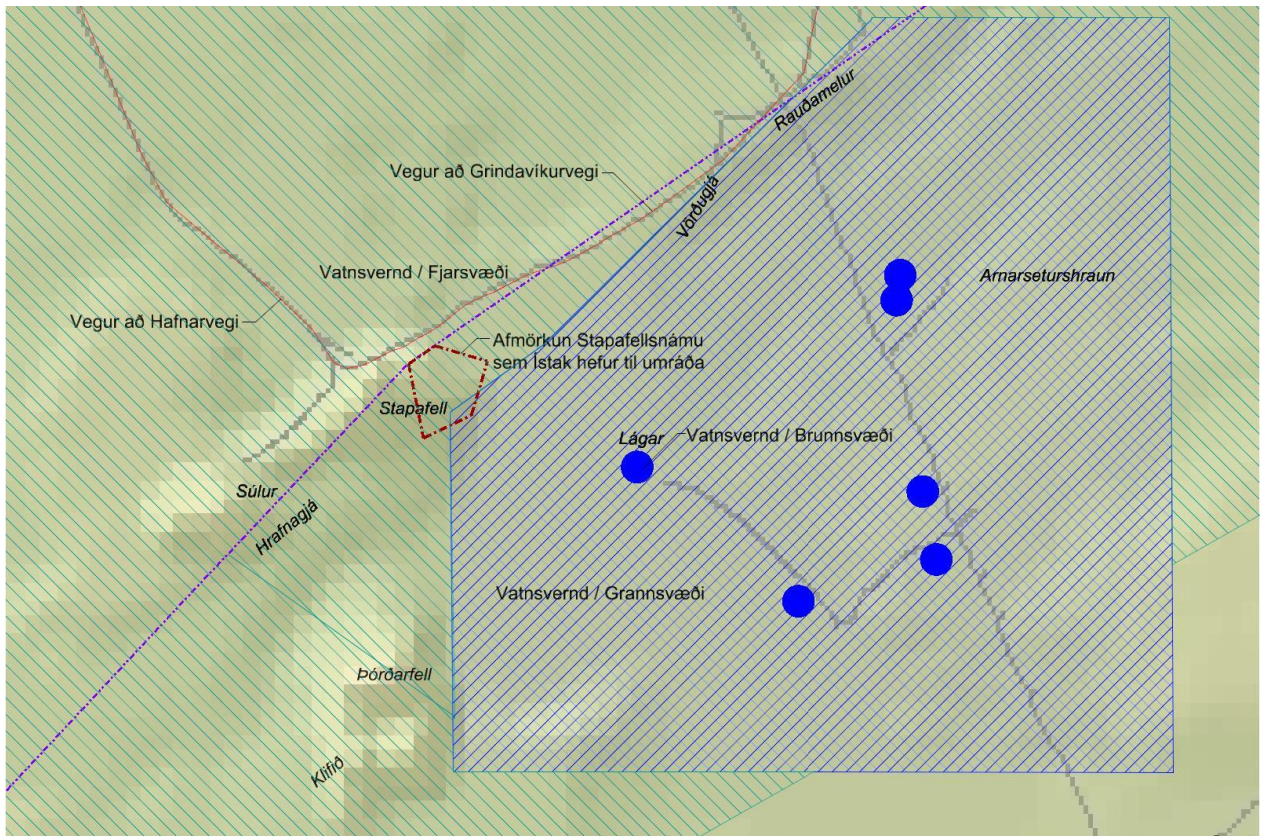 Rauðamelur
Vegur að Grindavíkurvegi
Vörðugjá
Vatnsvernd / Fjarsvæði
Arnarseturshraun
Vegur að Hafnarvegi
Afmörkun Stapafellsnámu
sem Ístak hefur til umráða
Stapafell
Lágar
Vatnsvernd / Brunnsvæði
Súlur
Hrafnagjá
Vatnsvernd / Grannsvæði
Þórðarfell
Klifið